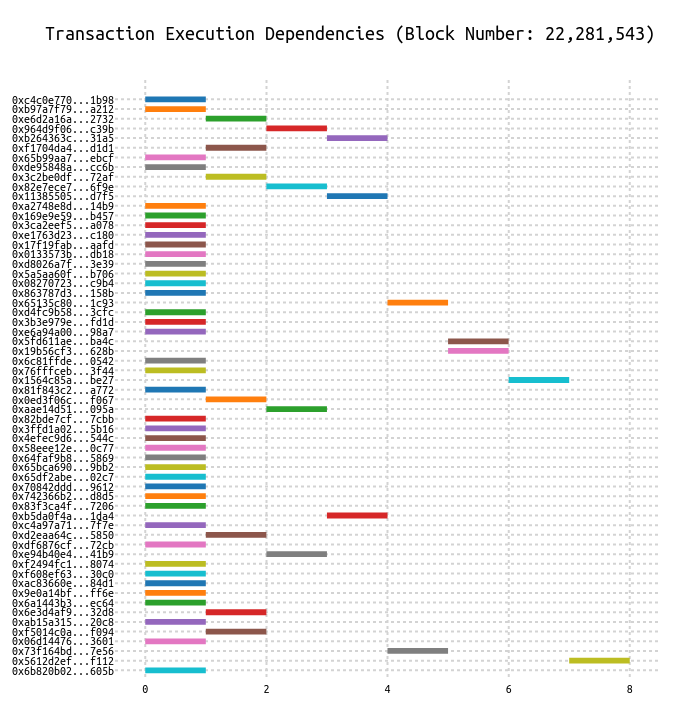 Transaction Execution Dependencies (Block Number: 22,281,543)
0xc4c0e770...1b98
0xb97a7f79...a212
0xe6d2a16a...2732
0x964d9f06...c39b
0xb264363c...31a5
0xf1704da4...d1d1
0x65b99aa7...ebcf
0xde95848a...cc6b
0x3c2be0df...72af
0x82e7ece7...6f9e
0x11385505...d7f5
0xa2748e8d...14b9
0x169e9e59...b457
0x3ca2eef5...a078
0xe1763d23...c180
0x17f19fab...aafd
0x0133573b...db18
0xd8026a7f...3e39
0x5a5aa60f...b706
0x08270723...c9b4
0x863787d3...158b
0x65135c80...1c93
0xd4fc9b58...3cfc
0x3b3e979e...fd1d
0xe6a94a00...98a7
0x5fd611ae...ba4c
0x19b56cf3...628b
0x6c81ffde...0542
0x76fffceb...3f44
0x1564c85a...be27
0x81f843c2...a772
0x0ed3f06c...f067
0xaae14d51...095a
0x82bde7cf...7cbb
0x3ffd1a02...5b16
0x4efec9d6...544c
0x58eee12e...0c77
0x64faf9b8...5869
0x65bca690...9bb2
0x65df2abe...02c7
0x70842ddd...9612
0x742366b2...d8d5
0x83f3ca4f...7206
0xb5da0f4a...1da4
0xc4a97a71...7f7e
0xd2eaa64c...5850
0xdf6876cf...72cb
0xe94b40e4...41b9
0xf2494fc1...8074
0xf608ef63...30c0
0xac83660e...84d1
0x9e0a14bf...ff6e
0x6a1443b3...ec64
0x6e3d4af9...32d8
0xab15a315...20c8
0xf5014c0a...f094
0x06d14476...3601
0x73f164bd...7e56
0x5612d2ef...f112
0x6b820b02...605b
0 2 4 6 8